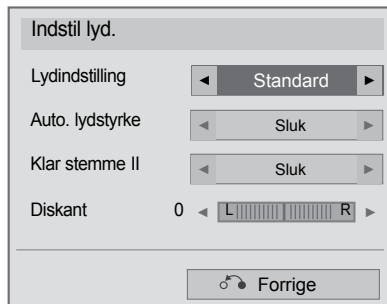 Indstil lyd.
Lydindstilling ◄ Standard ►
Auto. lydstyrke ◄ Sluk ►
Klar stemme II ◄ Sluk ►
Diskant 0 ◄ L R ►
Forrige